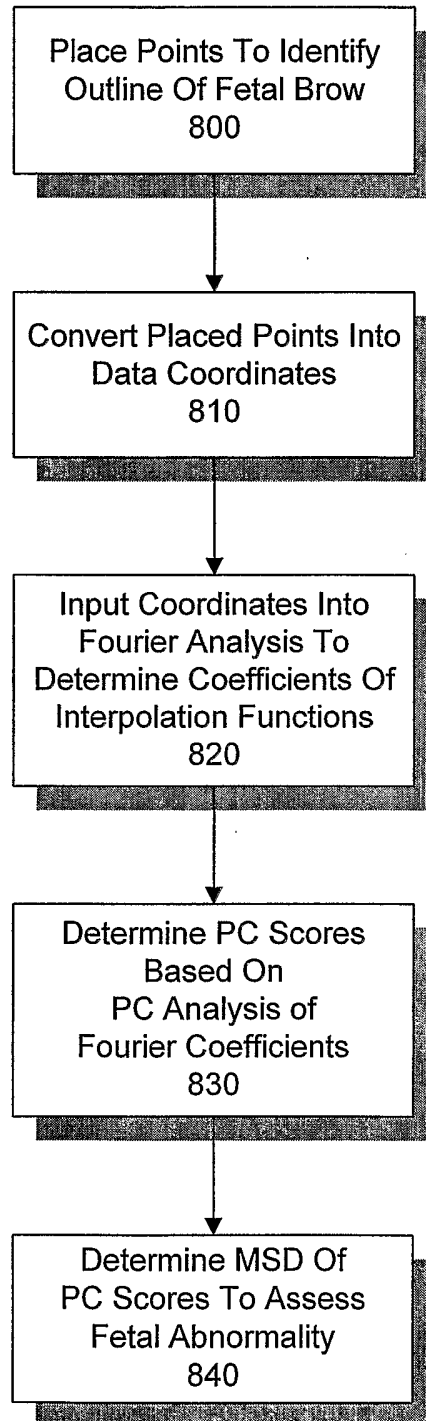 Place Points To Identify
Outline Of Fetal Brow
800
Convert Placed Points Into
Data Coordinates
810
Input Coordinates Into
Fourier Analysis To
Determine Coefficients Of
Interpolation Functions
820
Determine PC Scores
Based On
PC Analysis of
Fourier Coefficients
830
Determine MSD Of
PC Scores To Assess
Fetal Abnormality
840